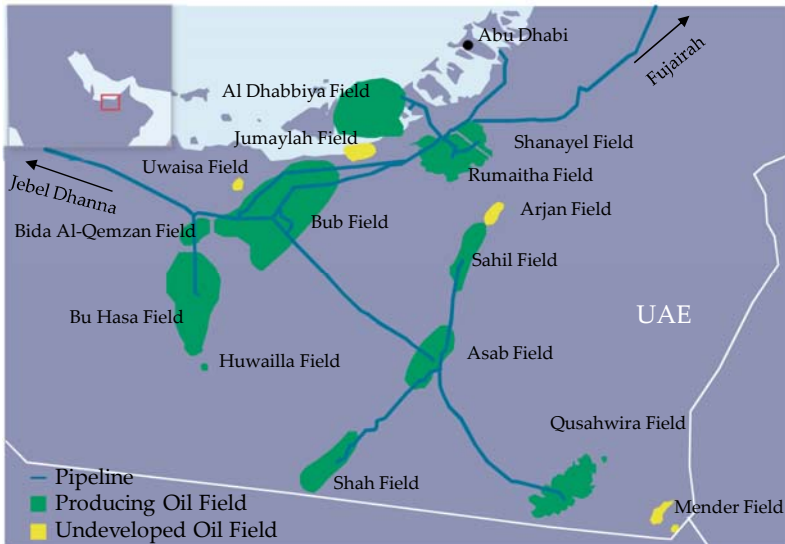 Abu Dhabi
Fujairah
Al Dhabbiya Field
Jumaylah Field
Shanayel Field
Uwaisa Field
Rumaitha Field
Jebel Dhanna
Arjan Field
Bida Al-Qemzan Field
Bub Field
Sahil Field
Bu Hasa Field
UAE
Huwailla Field
Asab Field
Qusahwira Field
Shah Field
Mender Field
Pipeline
Producing Oil Field
Undeveloped Oil Field